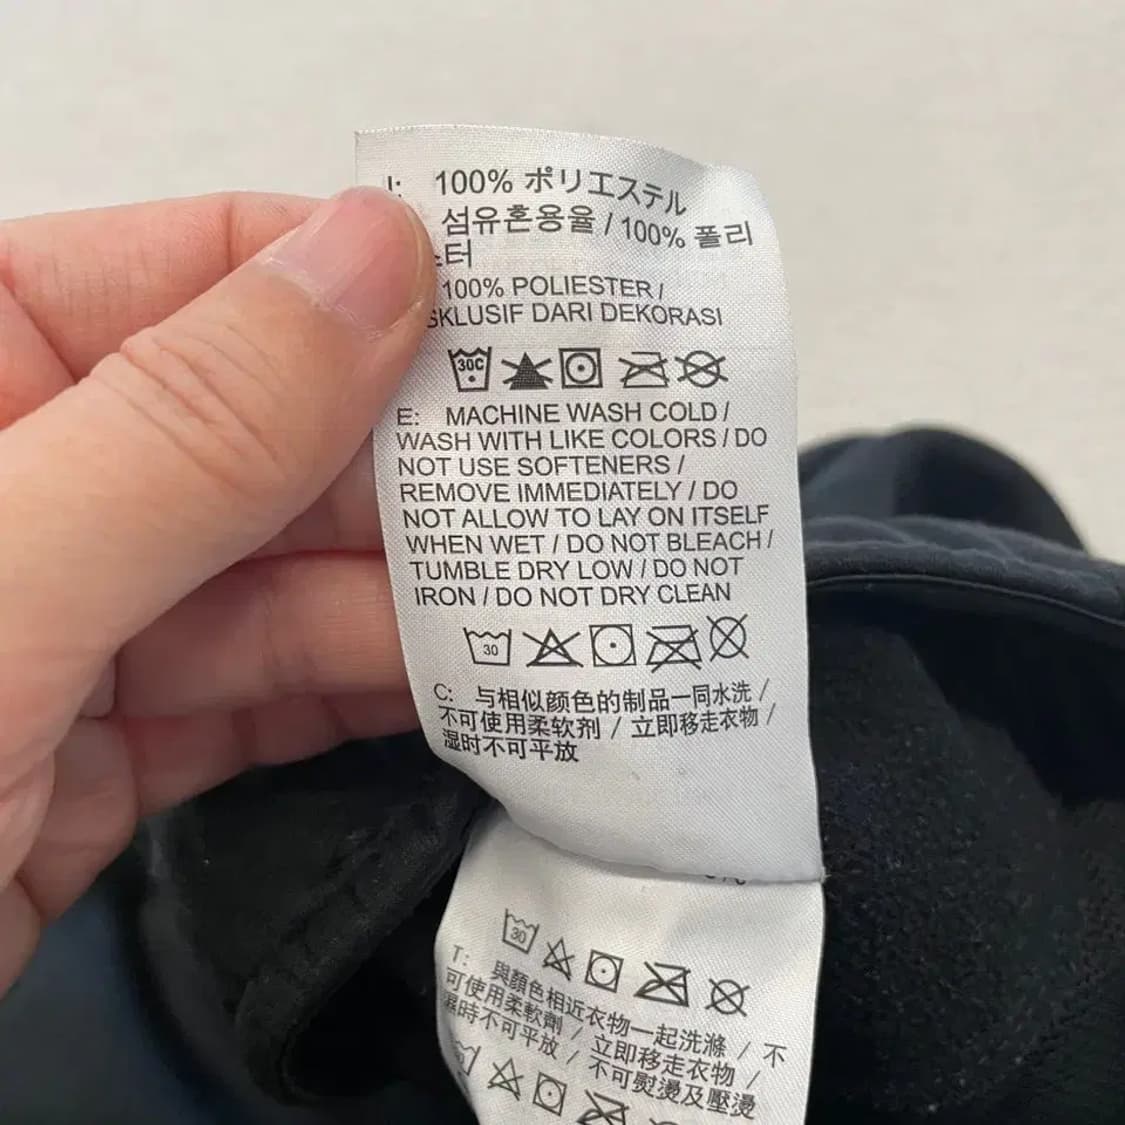 100% ポリエステル
섬유혼용율 / 100% 폴리
터
100% POLIESTER /
DARI DEKORASI
30C
E: MACHINE WASH COLD /
WASH WITH LIKE COLORS / DO
NOT USE SOFTENERS /
REMOVE IMMEDIATELY / DO
NOT ALLOW TO LAY ON ITSELF
WHEN WET / DO NOT BLEACH /
TUMBLE DRY LOW / DO NOT
IRON / DO NOT DRY CLEAN
30
C: 与相似颜色的制品一同水洗 /
不可使用柔软剂 / 立即移走衣物 /
湿时不可平放
30
T: 與顏色相近衣物一起洗滌 / 不
可使用柔軟劑 / 立即移走衣物 /
濕時不可平放 / 不可熨燙及壓燙